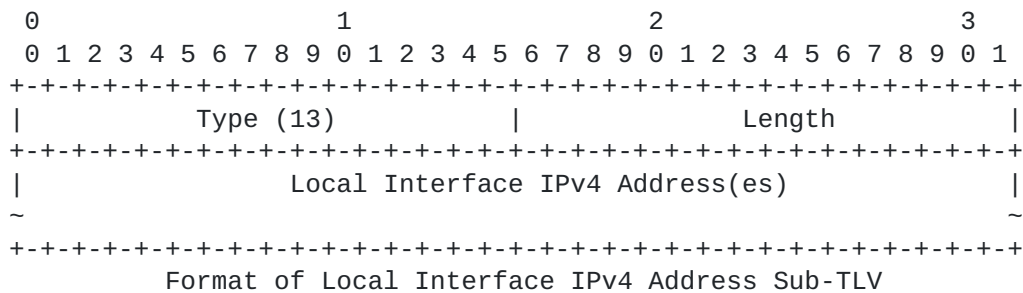 0                   1                   2                   3
 0 1 2 3 4 5 6 7 8 9 0 1 2 3 4 5 6 7 8 9 0 1 2 3 4 5 6 7 8 9 0 1
+-+-+-+-+-+-+-+-+-+-+-+-+-+-+-+-+-+-+-+-+-+-+-+-+-+-+-+-+-+-+-+-+
|           Type (13)           |              Length           |
+-+-+-+-+-+-+-+-+-+-+-+-+-+-+-+-+-+-+-+-+-+-+-+-+-+-+-+-+-+-+-+-+
|                 Local Interface IPv4 Address(es)              |
~                                                               ~
+-+-+-+-+-+-+-+-+-+-+-+-+-+-+-+-+-+-+-+-+-+-+-+-+-+-+-+-+-+-+-+-+
          Format of Local Interface IPv4 Address Sub-TLV